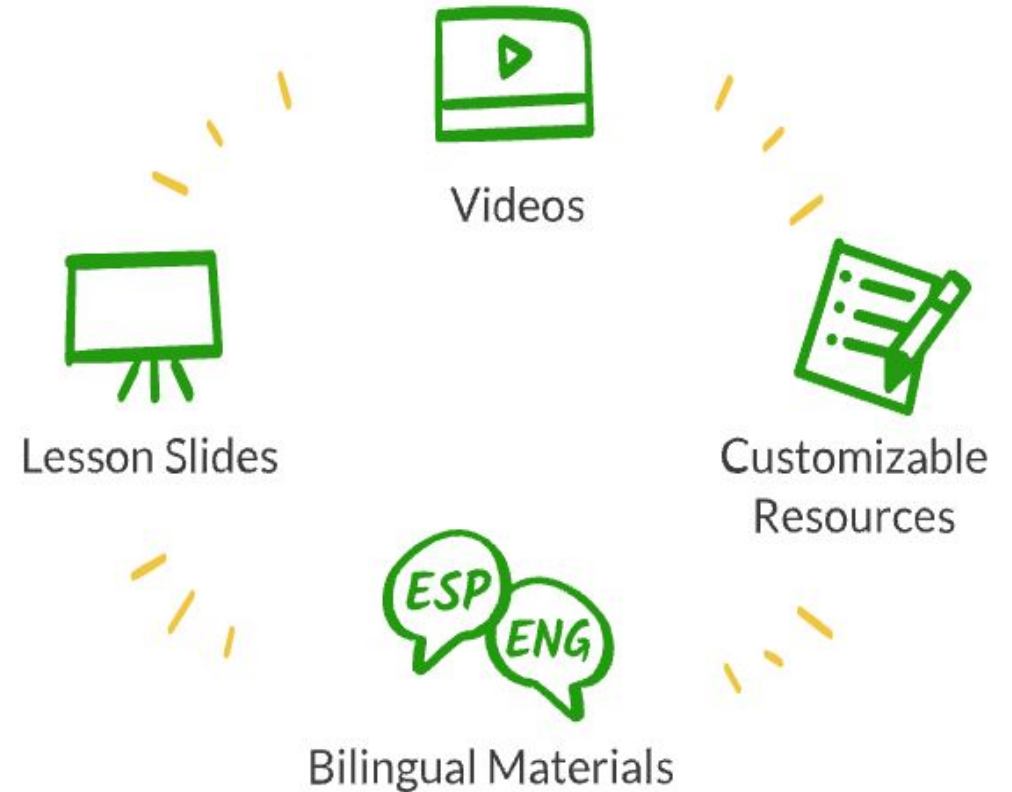 Videos
Lesson Slides
Customizable
Resources
ESP
ENG
Bilingual Materials